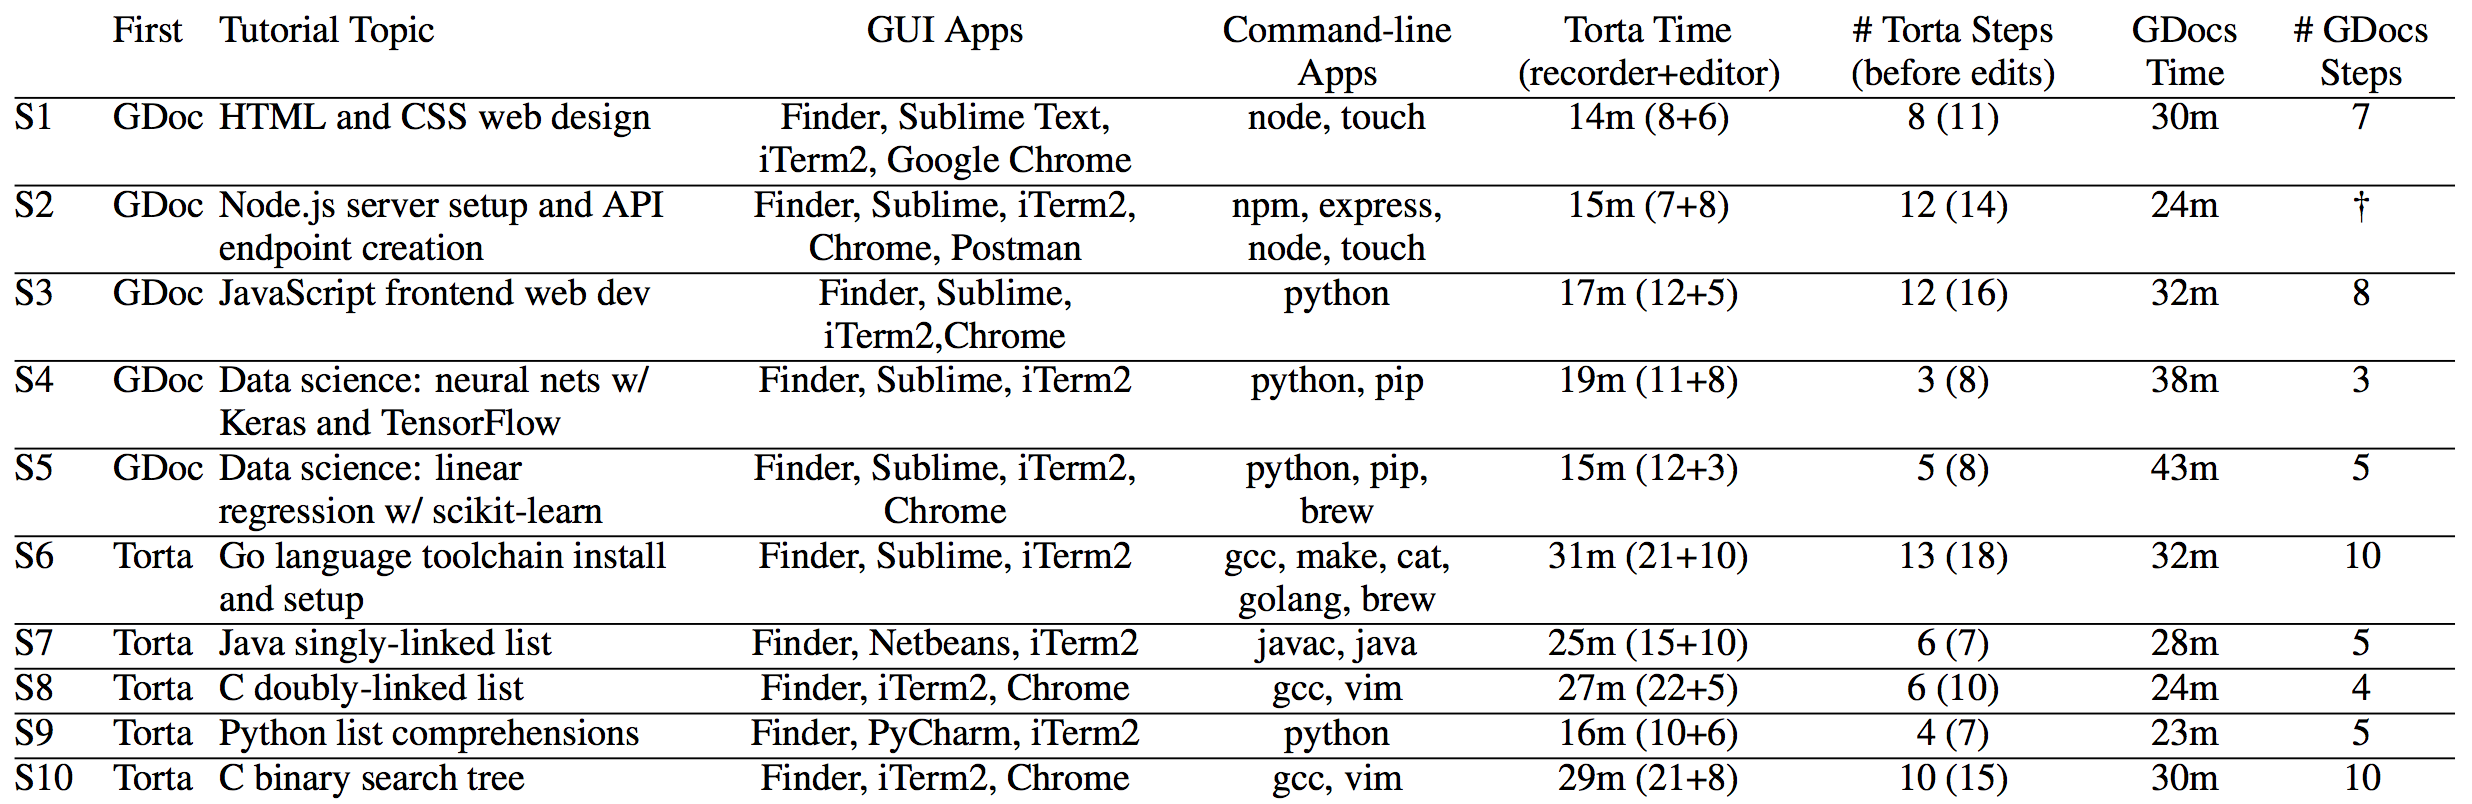 First Tutorial Topic GUI Apps Command-line Torta Time # Torta Steps GDocs # GDocs
Apps (recorder+editor) (before edits) Time Steps
S1 GDoc HTML and CSS web design Finder, Sublime Text, node, touch 14m (8+6) 8 (11) 30m 7
iTerm2, Google Chrome
S2 GDoc Node.js server setup and API Finder, Sublime, iTerm2, npm, express, 15m (7+8) 12 (14) 24m †
endpoint creation Chrome, Postman node, touch
S3 GDoc JavaScript frontend web dev Finder, Sublime, python 17m (12+5) 12 (16) 32m 8
iTerm2,Chrome
S4 GDoc Data science: neural nets w/ Finder, Sublime, iTerm2 python, pip 19m (11+8) 3 (8) 38m 3
Keras and TensorFlow
S5 GDoc Data science: linear Finder, Sublime, iTerm2, python, pip, 15m (12+3) 5 (8) 43m 5
regression w/ scikit-learn Chrome brew
S6 Torta Go language toolchain install Finder, Sublime, iTerm2 gcc, make, cat, 31m (21+10) 13 (18) 32m 10
and setup golang, brew
S7 Torta Java singly-linked list Finder, Netbeans, iTerm2 javac, java 25m (15+10) 6 (7) 28m 5
S8 Torta C doubly-linked list Finder, iTerm2, Chrome gcc, vim 27m (22+5) 6 (10) 24m 4
S9 Torta Python list comprehensions Finder, PyCharm, iTerm2 python 16m (10+6) 4 (7) 23m 5
S10 Torta C binary search tree Finder, iTerm2, Chrome gcc, vim 29m (21+8) 10 (15) 30m 10